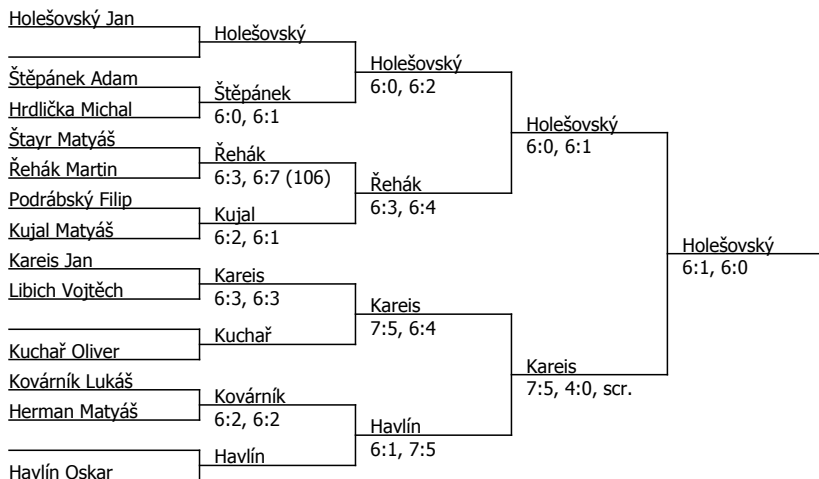 Holešovský Jan
Holešovský
Holešovský
6:0, 6:2
Štěpánek Adam
Štěpánek
6:0, 6:1
Hrdlička Michal
Holešovský
6:0, 6:1
Štayr Matyáš
Řehák
6:3, 6:7 (106)
Řehák Martin
Řehák
6:3, 6:4
Podrábský Filip
Kujal
6:2, 6:1
Kujal Matyáš
Holešovský
6:1, 6:0
Kareis Jan
Kareis
6:3, 6:3
Libich Vojtěch
Kareis
7:5, 6:4
Kuchař
Kuchař Oliver
Kareis
7:5, 4:0, scr.
Kovárník Lukáš
Kovárník
6:2, 6:2
Herman Matyáš
Havlín
6:1, 7:5
Havlín
Havlín Oskar